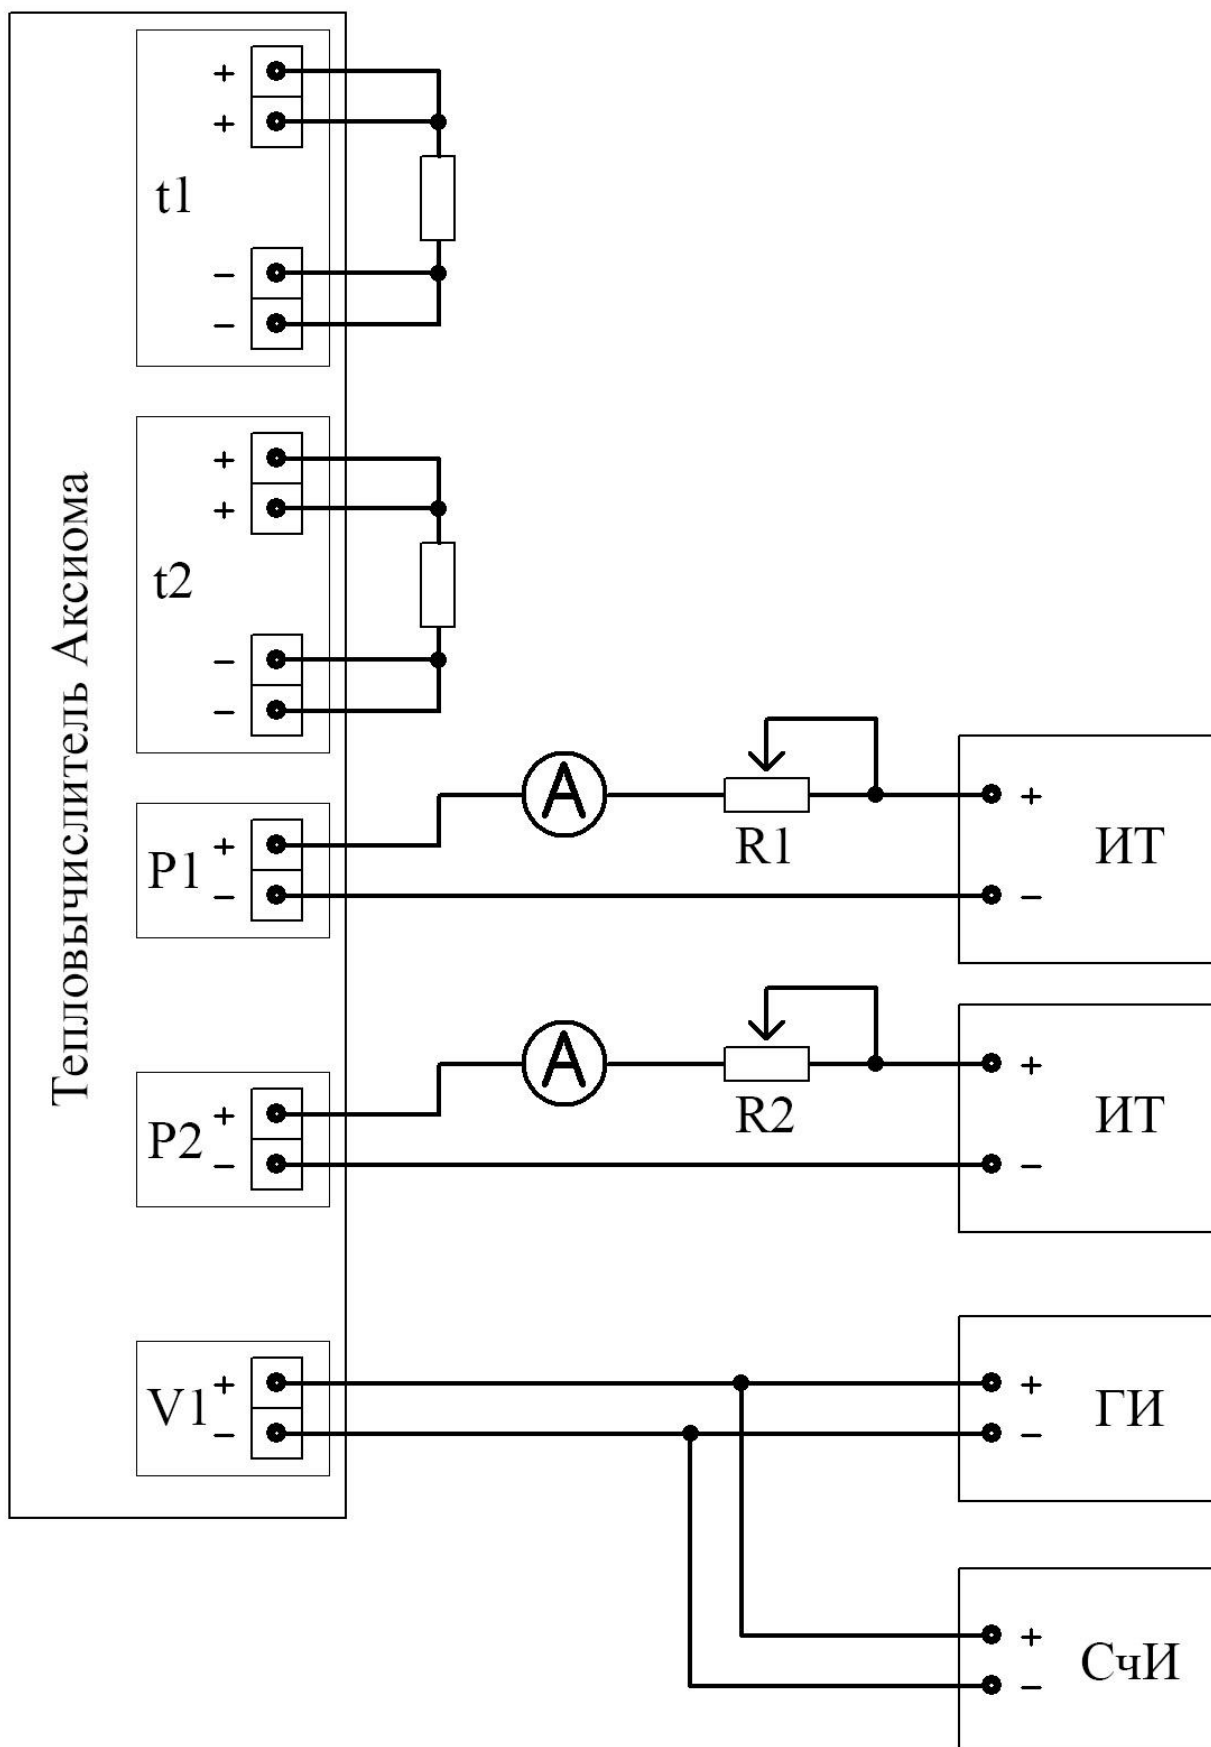 Тепловычислитель Аксиома
+
+
t1
–
–
+
+
t2
–
–
P1
+
–
A
R1
+
–
ИТ
P2
+
–
A
R2
+
–
ИТ
V1
+
–
+
–
ГИ
+
–
СчИ